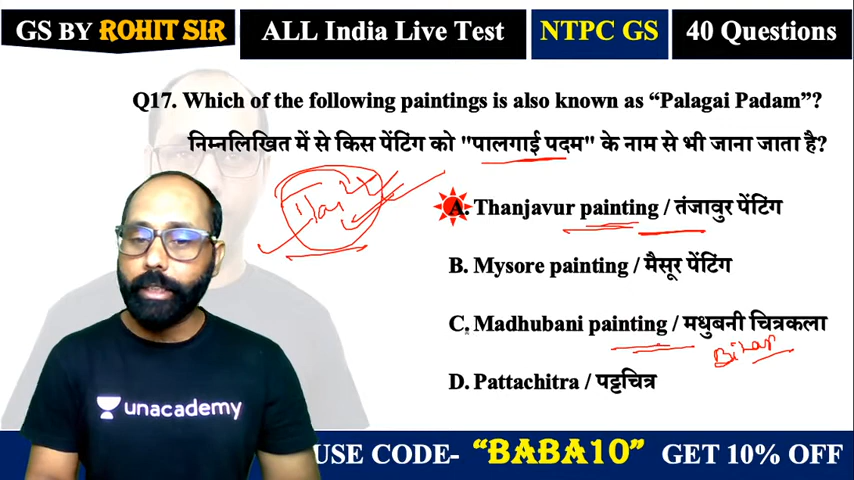 GS BY ROHIT SIR
ALL India Live Test
NTPC GS
40 Questions
Q17. Which of the following paintings is also known as “Palagai Padam”?
निम्नलिखित में से किस पेंटिंग को "पालगाई पदम" के नाम से भी जाना जाता है?
A. Thanjavur painting / तंजावुर पेंटिंग
B. Mysore painting / मैसूर पेंटिंग
C. Madhubani painting / मधुबनी चित्रकला
Bihar
D. Pattachitra / पट्टचित्र
unacademy
USE CODE- “BABA10” GET 10% OFF